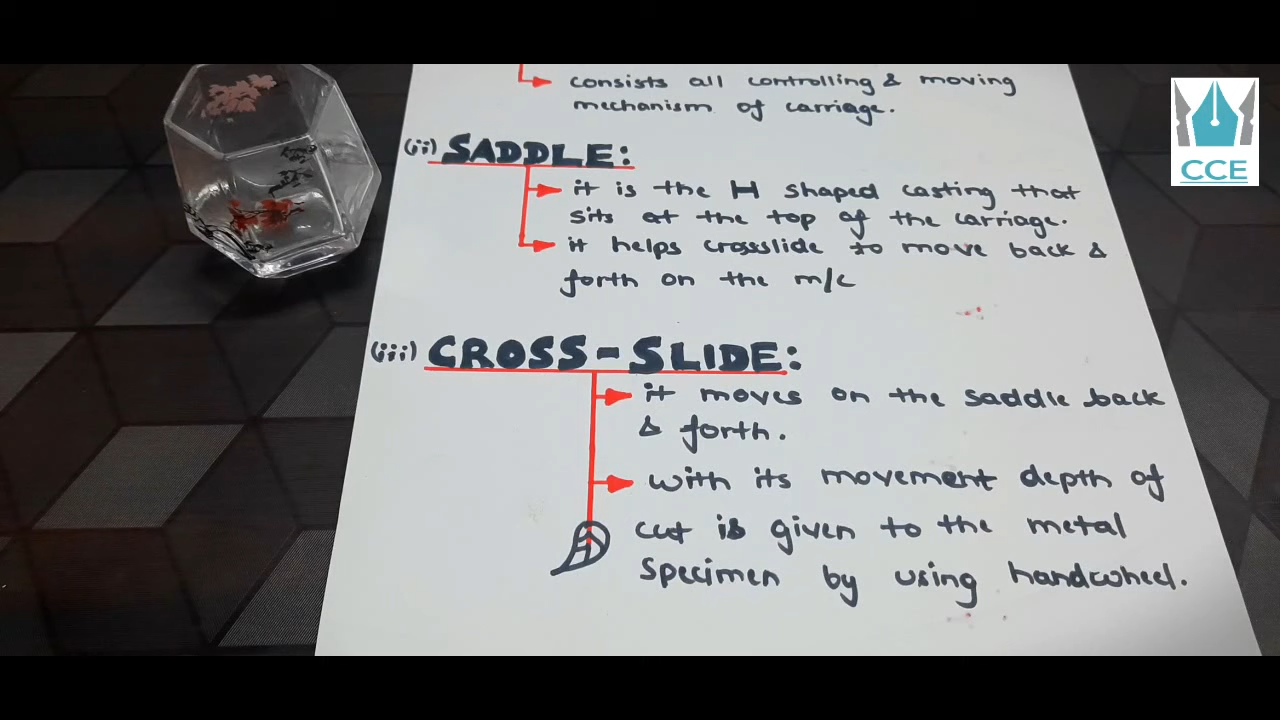 consists all controlling & moving
mechanism of carriage.
(ii) SADDLE:
it is the H shaped casting that
sits at the top of the carriage.
it helps crosslide to move back &
forth on the m/c
(iii) CROSS-SLIDE:
it moves on the saddle back
& forth.
with its movement depth of
cut is given to the metal
specimen by using handwheel.
CCE